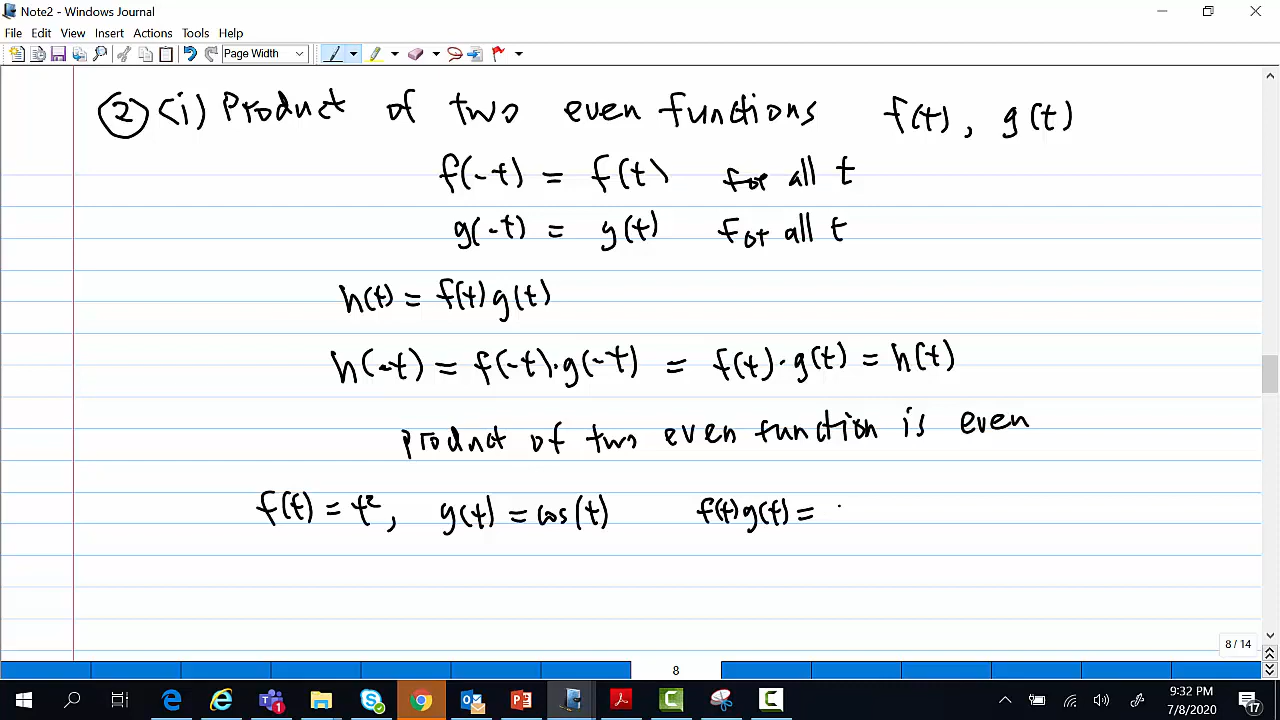 Note2 - Windows Journal
File Edit View Insert Actions Tools Help
Page Width
② (i) Product of two even functions f(t), g(t)
f(-t) = f(t) for all t
g(-t) = g(t) for all t
h(t) = f(t)g(t)
h(-t) = f(-t)·g(-t) = f(t)·g(t) = h(t)
product of two even function is even
f(t) = t², g(t) = cos(t) f(t)g(t) =
8 / 14
8
9:32 PM
7/8/2020
17